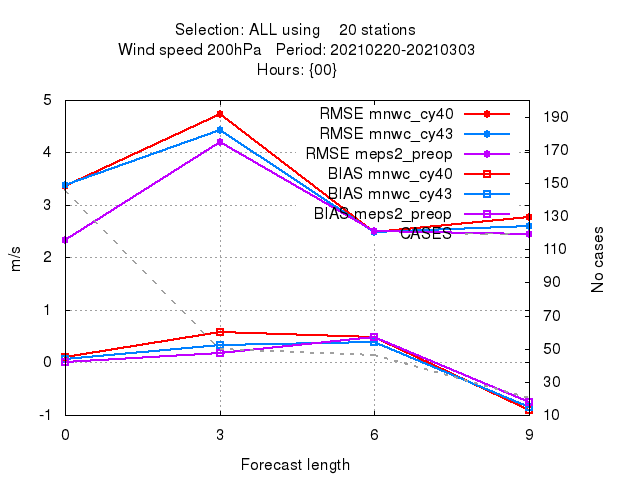 Selection: ALL using 20 stations
Wind speed 200hPa Period: 20210220-20210303
Hours: {00}
RMSE mnwc_cy40
RMSE mnwc_cy43
RMSE meps2_preop
BIAS mnwc_cy40
BIAS mnwc_cy43
BIAS meps2_preop
CASES
5
4
3
2
1
0
-1
m/s
190
170
150
130
110
90
70
50
30
10
No cases
0 3 6 9
Forecast length